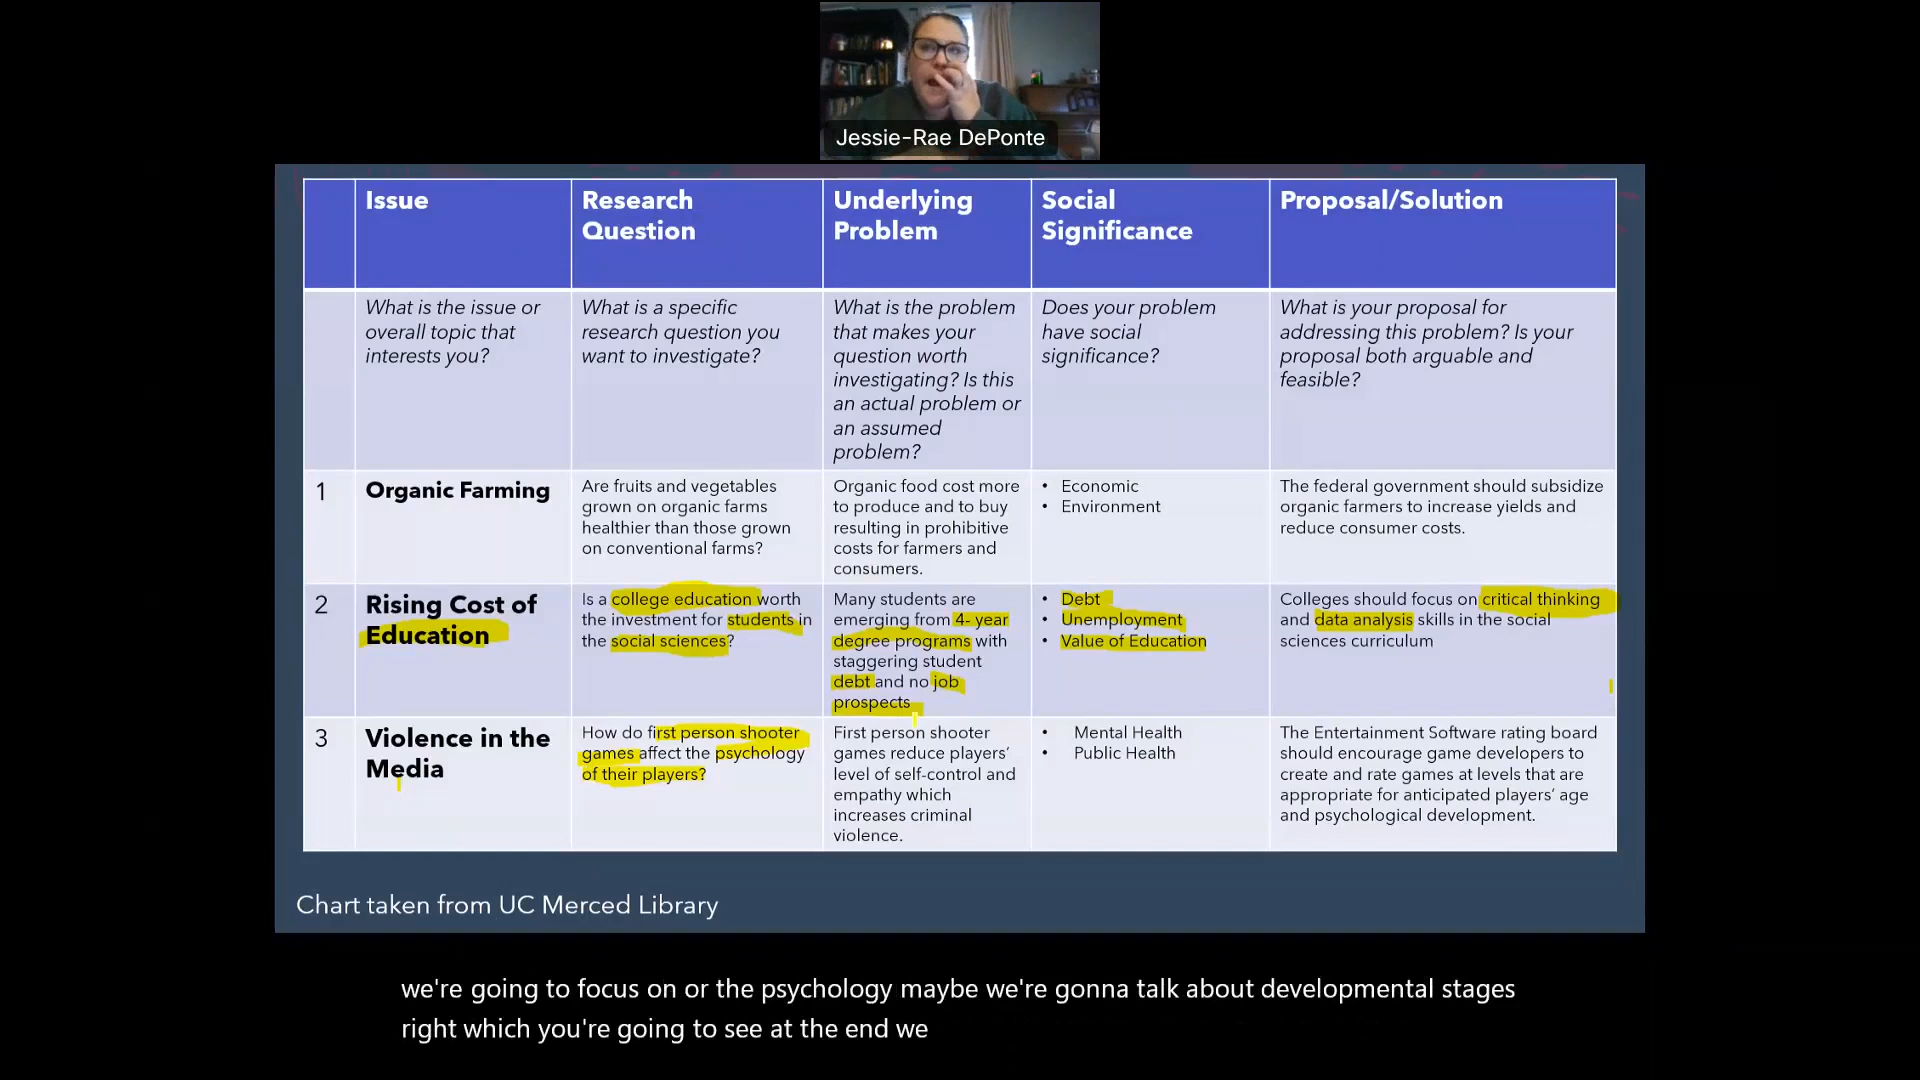 Jessie-Rae DePonte
Issue
Research
Question
Underlying
Problem
Social
Significance
Proposal/Solution
What is the issue or
overall topic that
interests you?
What is a specific
research question you
want to investigate?
What is the problem
that makes your
question worth
investigating? Is this
an actual problem or
an assumed
problem?
Does your problem
have social
significance?
What is your proposal for
addressing this problem? Is your
proposal both arguable and
feasible?
1
Organic Farming
Are fruits and vegetables
grown on organic farms
healthier than those grown
on conventional farms?
Organic food cost more
to produce and to buy
resulting in prohibitive
costs for farmers and
consumers.
• Economic
• Environment
The federal government should subsidize
organic farmers to increase yields and
reduce consumer costs.
2
Rising Cost of
Education
Is a college education worth
the investment for students in
the social sciences?
Many students are
emerging from 4- year
degree programs with
staggering student
debt and no job
prospects
• Debt
• Unemployment
• Value of Education
Colleges should focus on critical thinking
and data analysis skills in the social
sciences curriculum
3
Violence in the
Media
How do first person shooter
games affect the psychology
of their players?
First person shooter
games reduce players’
level of self-control and
empathy which
increases criminal
violence.
• Mental Health
• Public Health
The Entertainment Software rating board
should encourage game developers to
create and rate games at levels that are
appropriate for anticipated players’ age
and psychological development.
Chart taken from UC Merced Library
we're going to focus on or the psychology maybe we're gonna talk about developmental stages
right which you're going to see at the end we